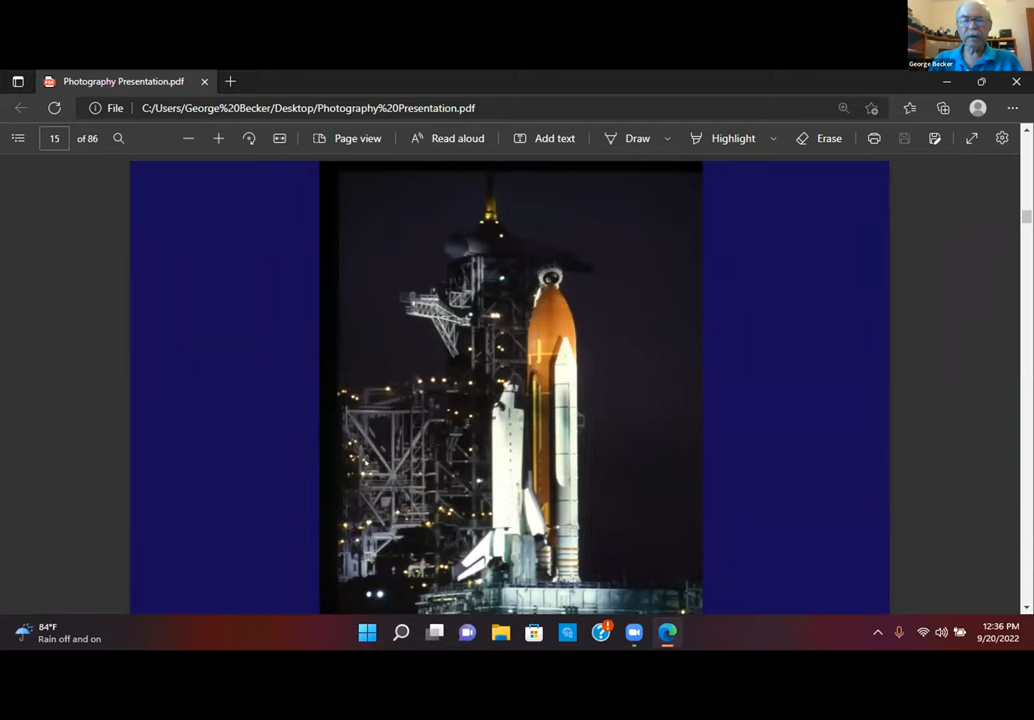 George Becker
Photography Presentation.pdf
File
C:/Users/George%20Becker/Desktop/Photography%20Presentation.pdf
15
of 86
Page view
A
Read aloud
Add text
Draw
Highlight
Erase
84°F
Rain off and on
12:36 PM
9/20/2022